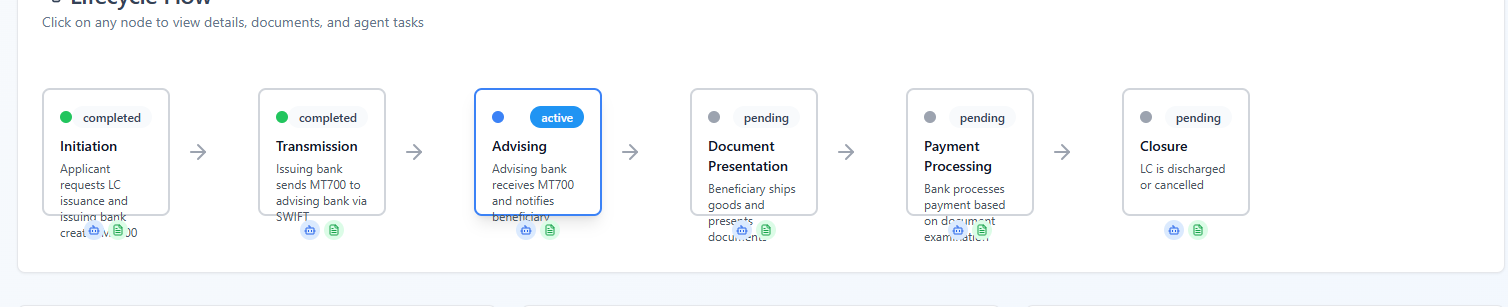 Lifecycle Flow
Click on any node to view details, documents, and agent tasks
completed
Initiation
Applicant
requests LC
issuance and
issuing bank
completed
Transmission
Issuing bank
sends MT700 to
advising bank via
SWIFT
active
Advising
Advising bank
receives MT700
and notifies
beneficiary
pending
Document
Presentation
Beneficiary ships
goods and
presents
documents
pending
Payment
Processing
Bank processes
payment based
on document
examination
pending
Closure
LC is discharged
or cancelled